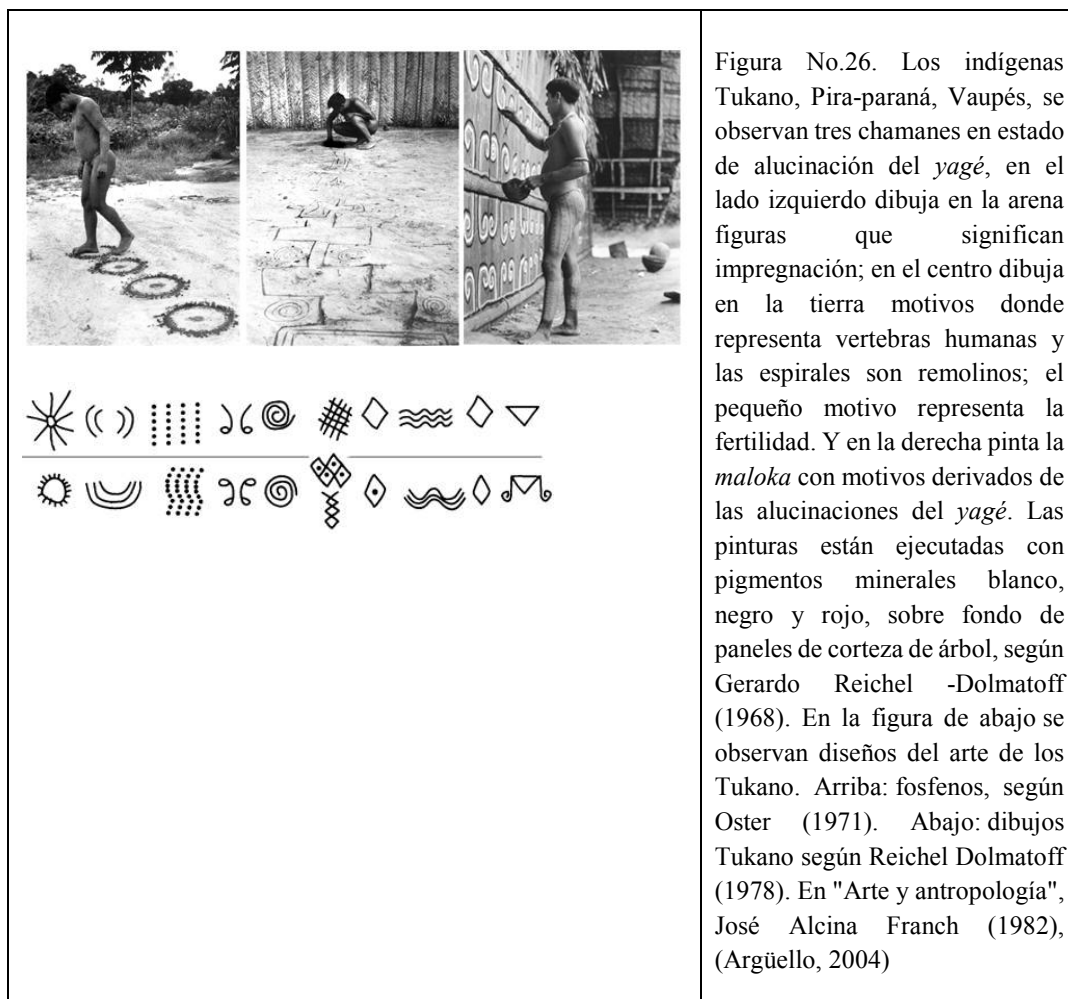 Figura No.26. Los indígenas
Tukano, Pira-paraná, Vaupés, se
observan tres chamanes en estado
de alucinación del yagé, en el
lado izquierdo dibuja en la arena
figuras que significan
impregnación; en el centro dibuja
en la tierra motivos donde
representa vertebras humanas y
las espirales son remolinos; el
pequeño motivo representa la
fertilidad. Y en la derecha pinta la
maloka con motivos derivados de
las alucinaciones del yagé. Las
pinturas están ejecutadas con
pigmentos minerales blanco,
negro y rojo, sobre fondo de
paneles de corteza de árbol, según
Gerardo Reichel -Dolmatoff
(1968). En la figura de abajo se
observan diseños del arte de los
Tukano. Arriba: fosfenos, según
Oster (1971). Abajo: dibujos
Tukano según Reichel Dolmatoff
(1978). En "Arte y antropología",
José Alcina Franch (1982),
(Argüello, 2004)